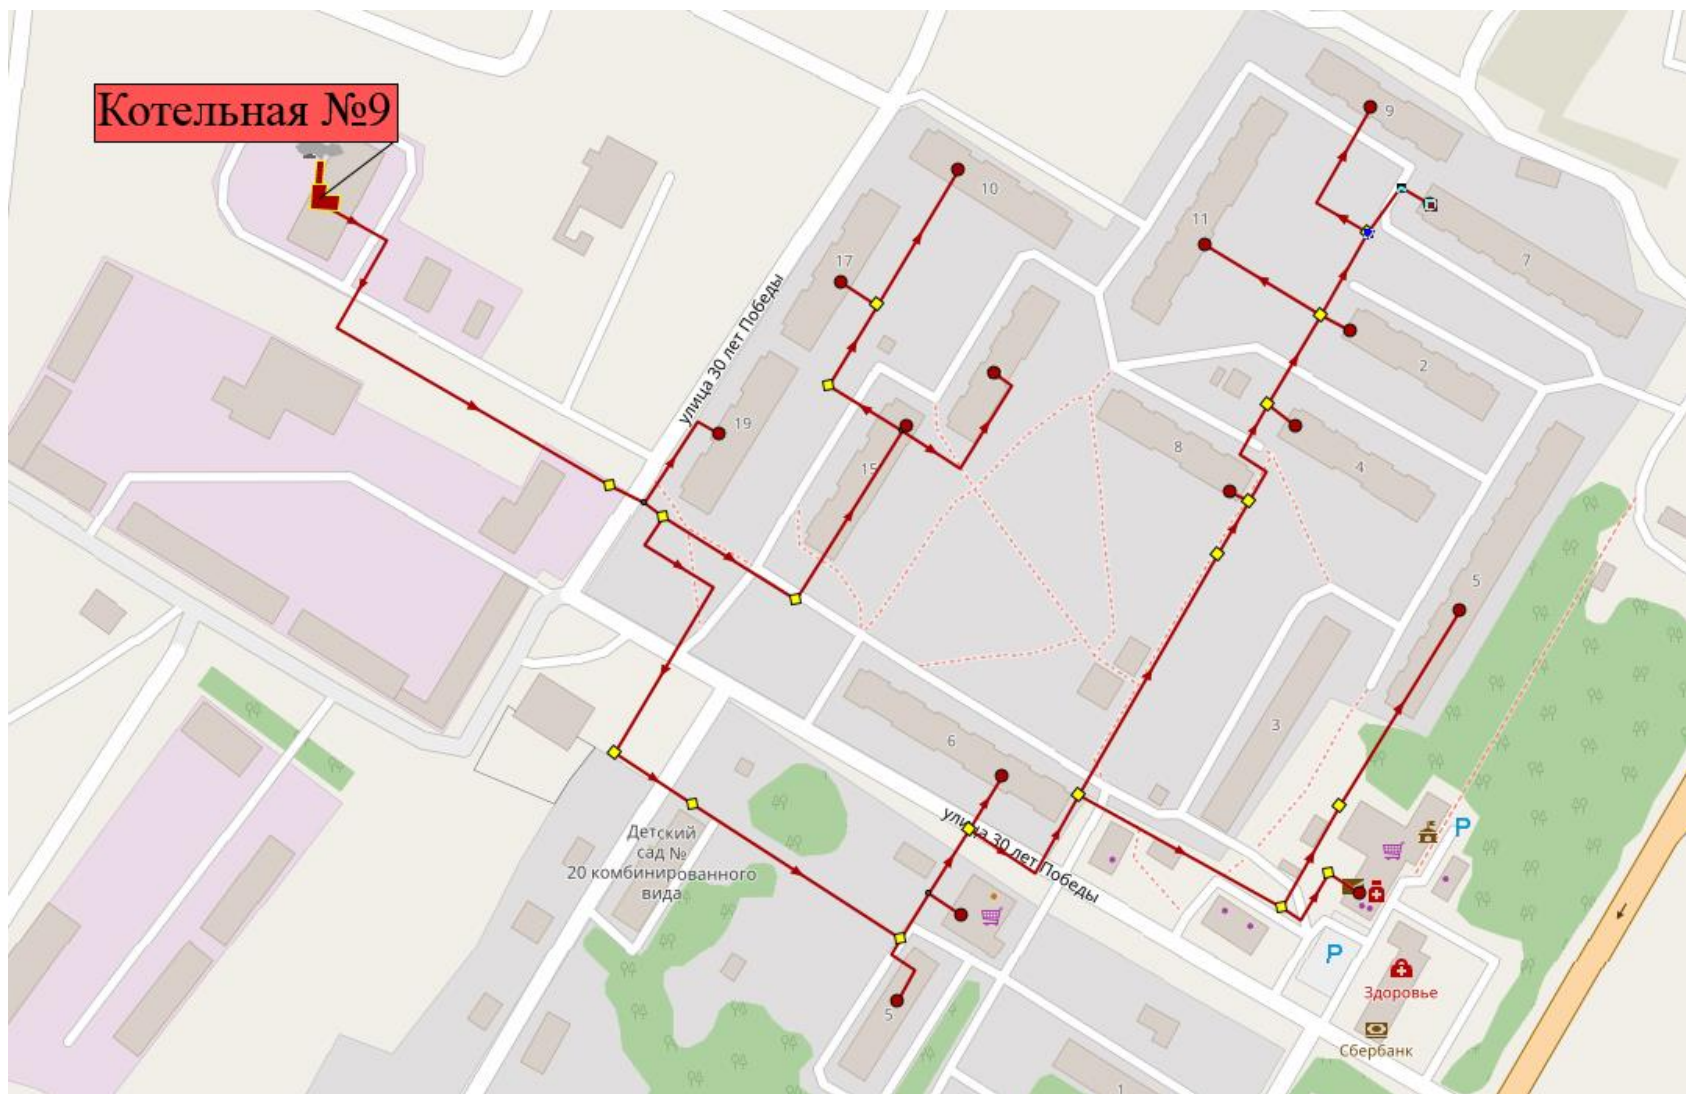 Котельная №9
9
10
11
17
7
улица 30 лет Победы
2
19
8
4
15
5
3
6
улица 30 лет Победы
Детский
сад №
20 комбинированного
вида
P
P
Здоровье
5
Сбербанк
1